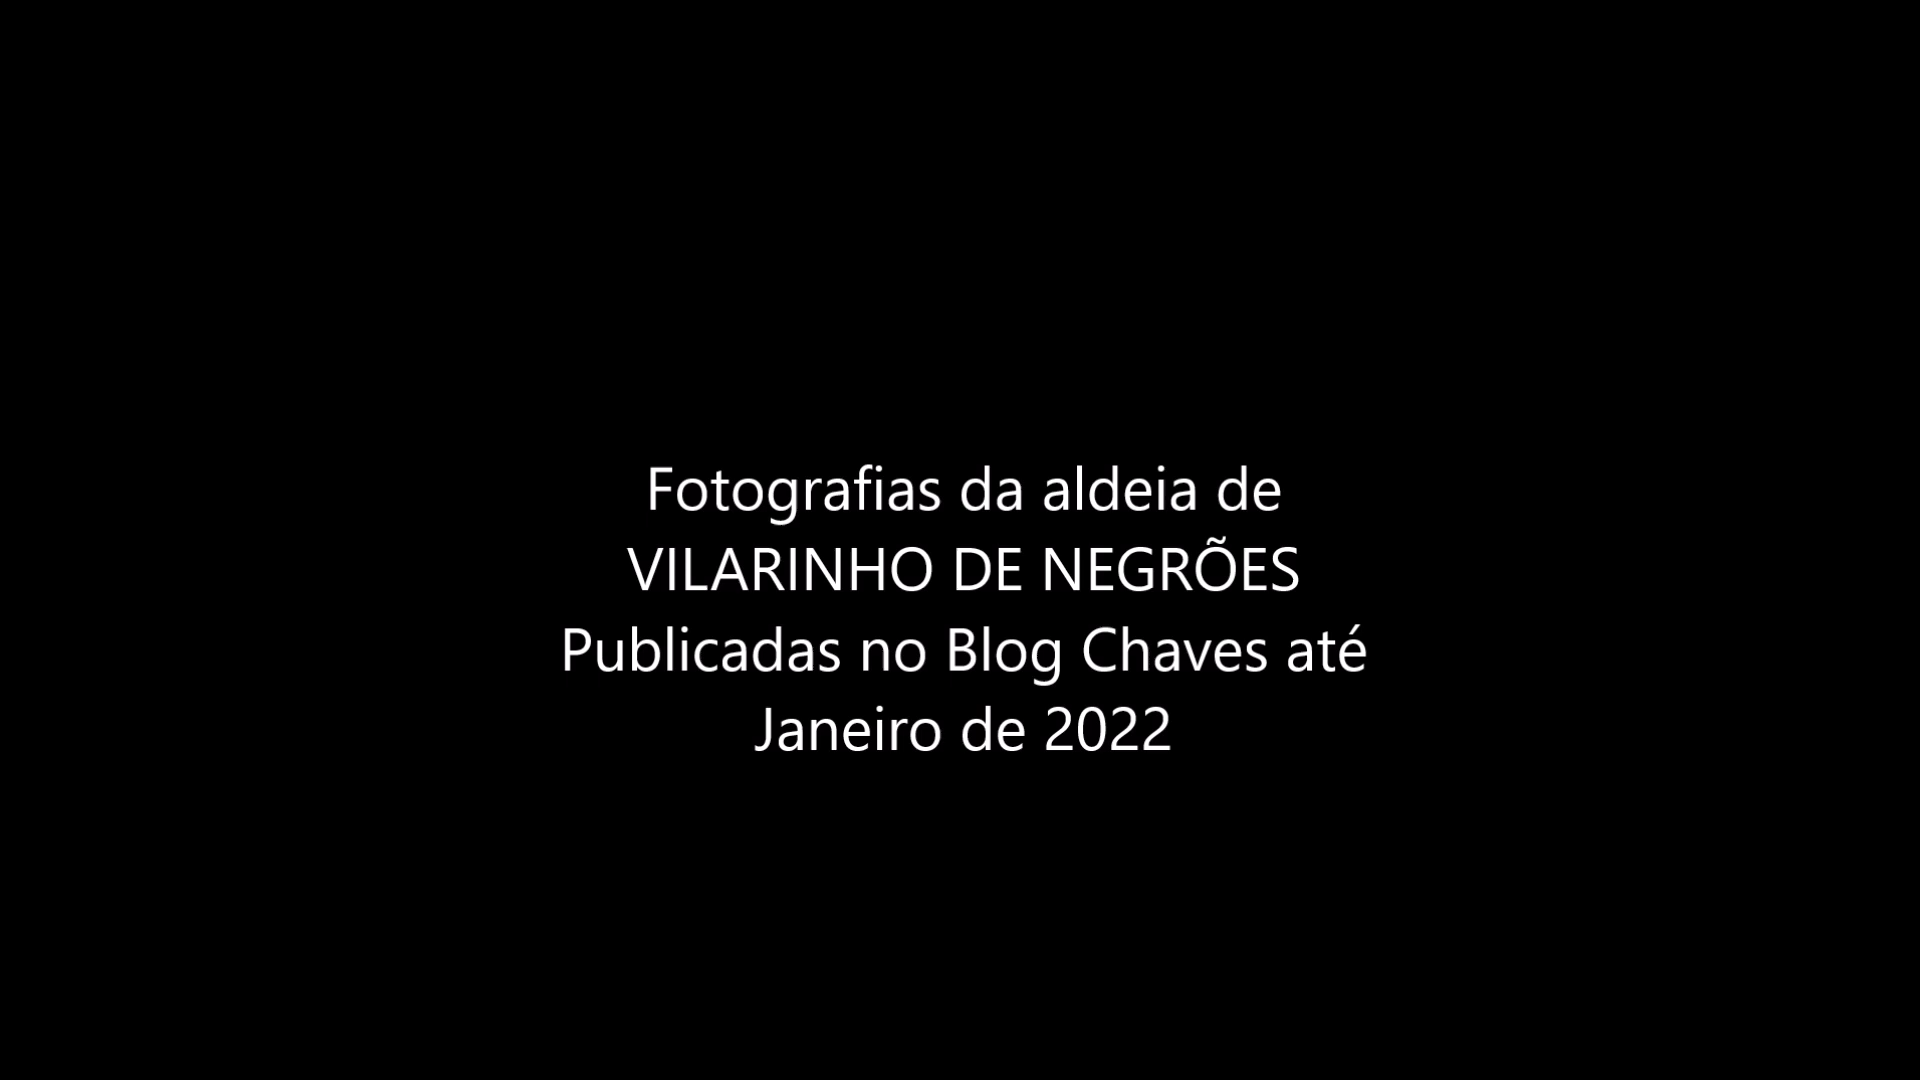 Fotografias da aldeia de
VILARINHO DE NEGRÕES
Publicadas no Blog Chaves até
Janeiro de 2022